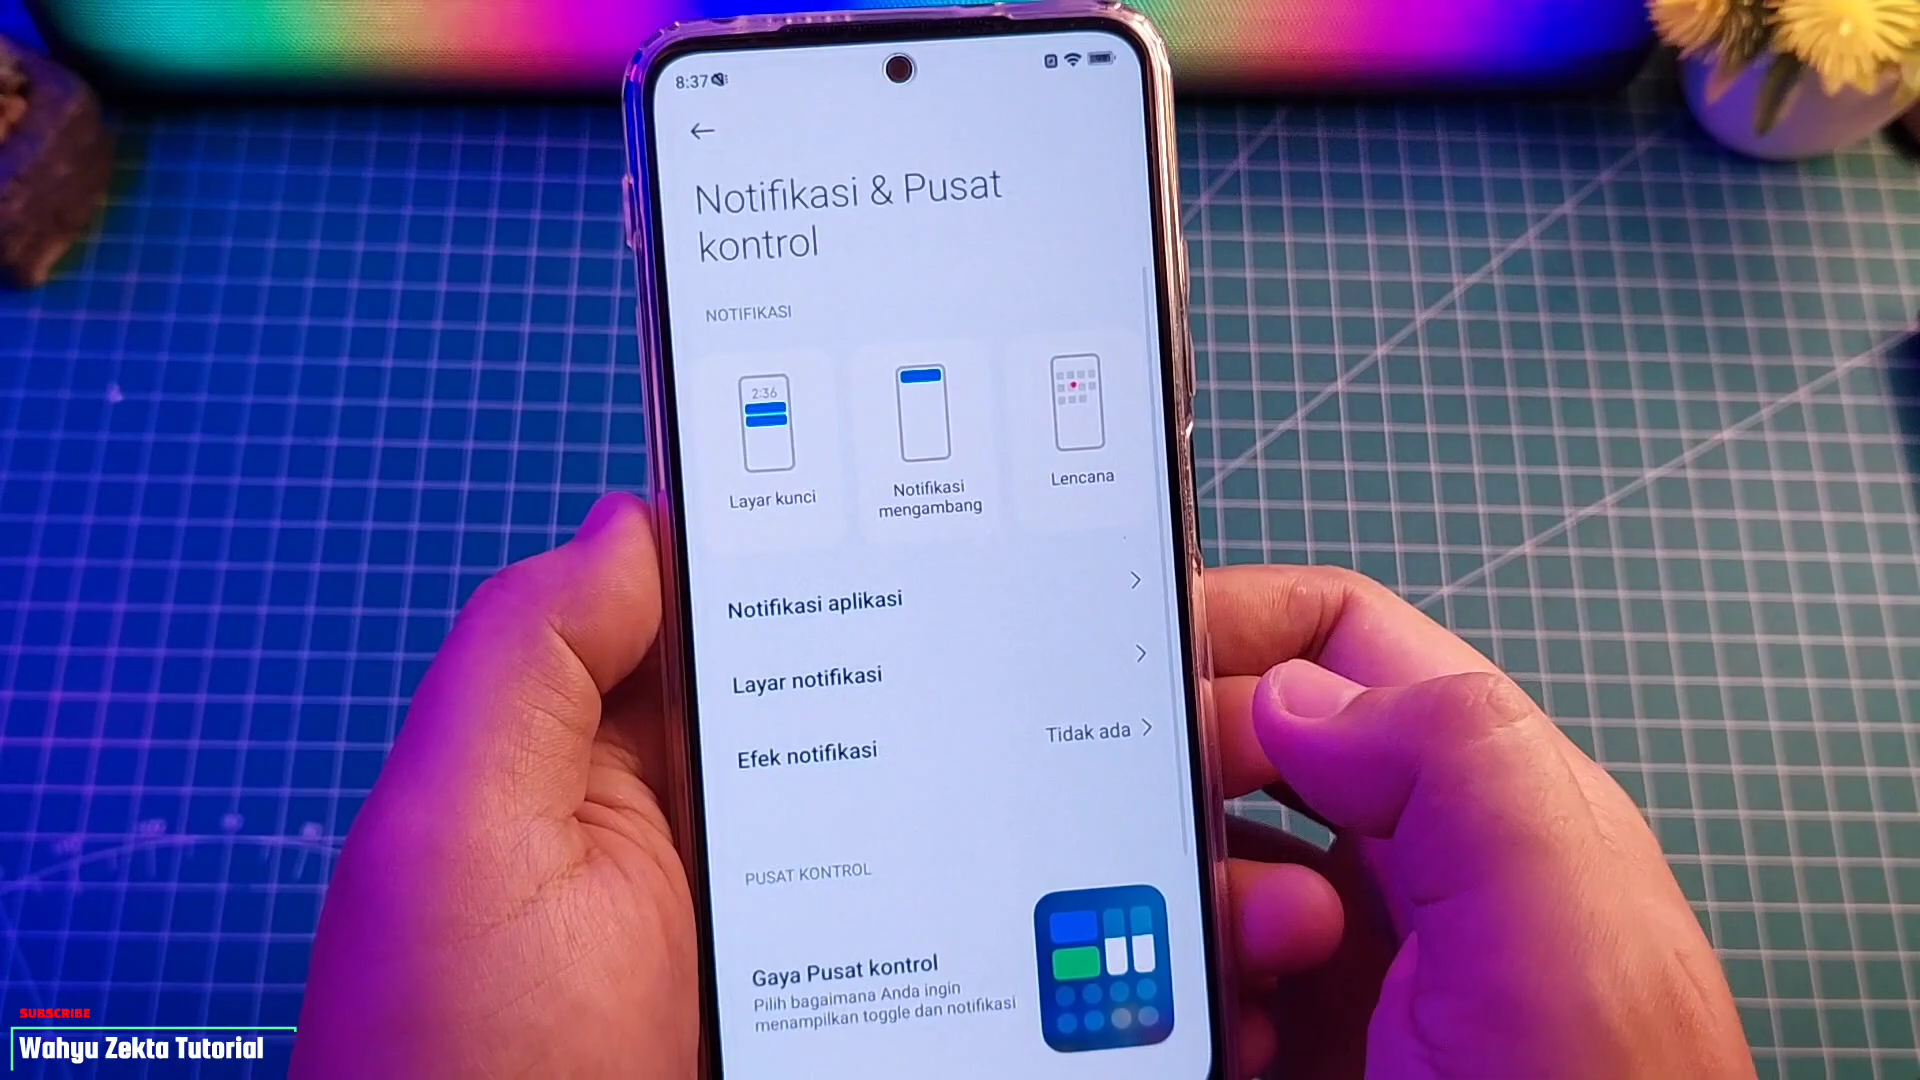 8:37
←
Notifikasi & Pusat
kontrol
NOTIFIKASI
2:36
Layar kunci
Notifikasi
mengambang
Lencana
Notifikasi aplikasi
Layar notifikasi
Efek notifikasi
Tidak ada
PUSAT KONTROL
Gaya Pusat kontrol
Pilih bagaimana Anda ingin
menampilkan toggle dan notifikasi
SUBSCRIBE
Wahyu Zekta Tutorial